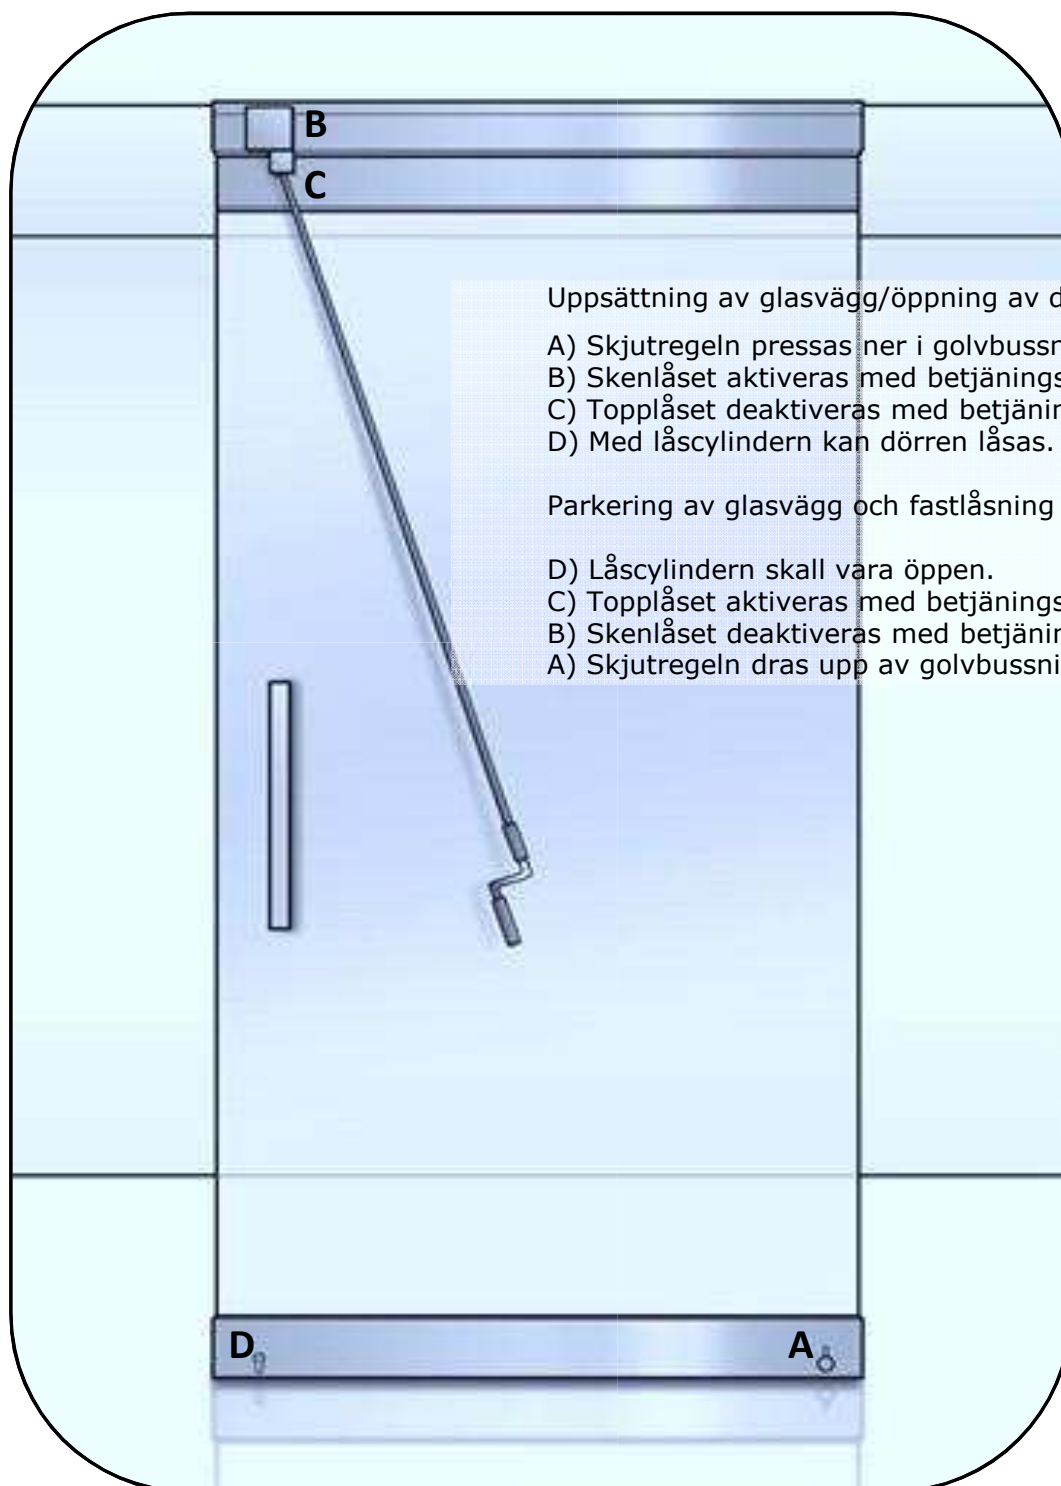 B
C
Uppsättning av glasvägg/öppning av d
A) Skjutregeln pressas ner i golvbussn
B) Skenlåset aktiveras med betjänings
C) Topplåset deaktiveras med betjänin
D) Med låscylindern kan dörren låsas.
Parkering av glasvägg och fastlåsning
D) Låscylindern skall vara öppen.
C) Topplåset aktiveras med betjänings
B) Skenlåset deaktiveras med betjänin
A) Skjutregeln dras upp av golvbussni
D
A